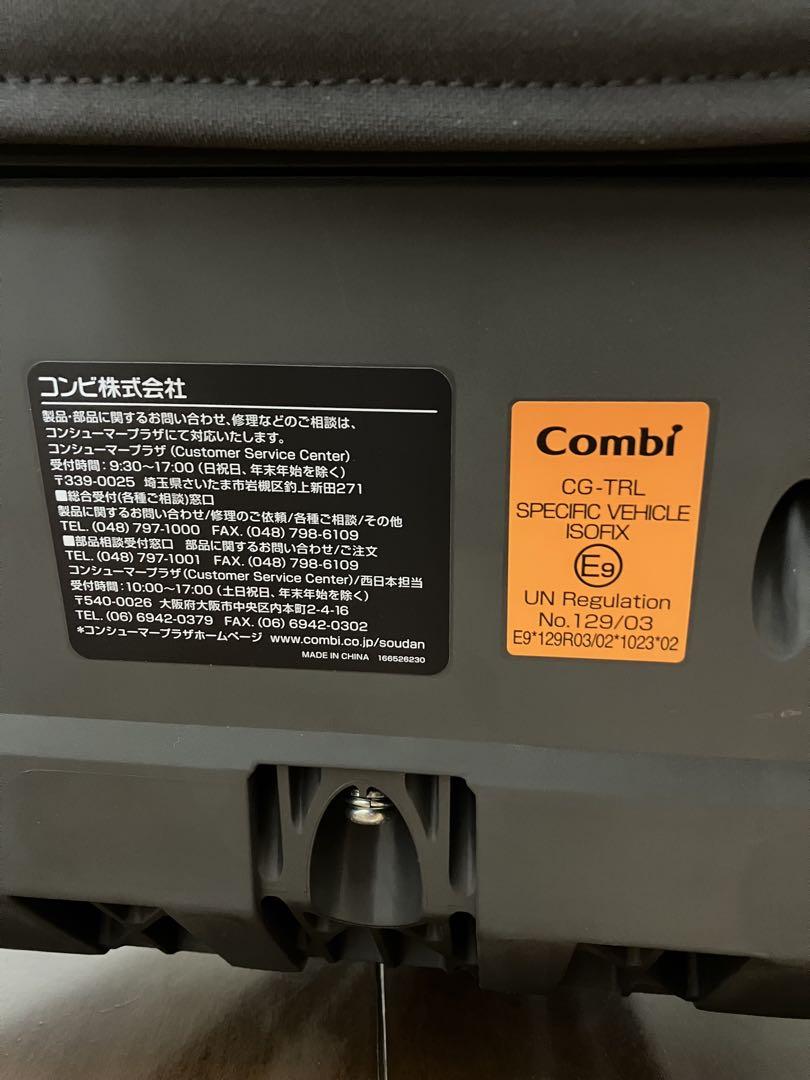 コンビ株式会社
製品・部品に関するお問い合わせ、修理などのご相談は、
コンシューマープラザにて対応いたします。
コンシューマープラザ(Customer Service Center)
受付時間:9:30～17:00(日祝日、年末年始を除く)
〒339-0025 埼玉県さいたま市岩槻区釣上新田271
■総合受付(各種ご相談)窓口
製品に関するお問い合わせ/修理のご依頼/各種ご相談/その他
TEL.(048)797-1000 FAX.(048)798-6109
■部品相談受付窓口 部品に関するお問い合わせ/ご注文
TEL.(048)797-1001 FAX.(048)798-6109
コンシューマープラザ(Customer Service Center)/西日本担当
受付時間:10:00～17:00(土日祝日、年末年始を除く)
〒540-0026 大阪府大阪市中央区内本町2-4-16
TEL.(06)6942-0379 FAX.(06)6942-0302
*コンシューマープラザホームページ www.combi.co.jp/soudan
MADE IN CHINA 166526230
Combi
CG-TRL
SPECIFIC VEHICLE
ISOFIX
E9
UN Regulation
No.129/03
E9*129R03/02*1023*02